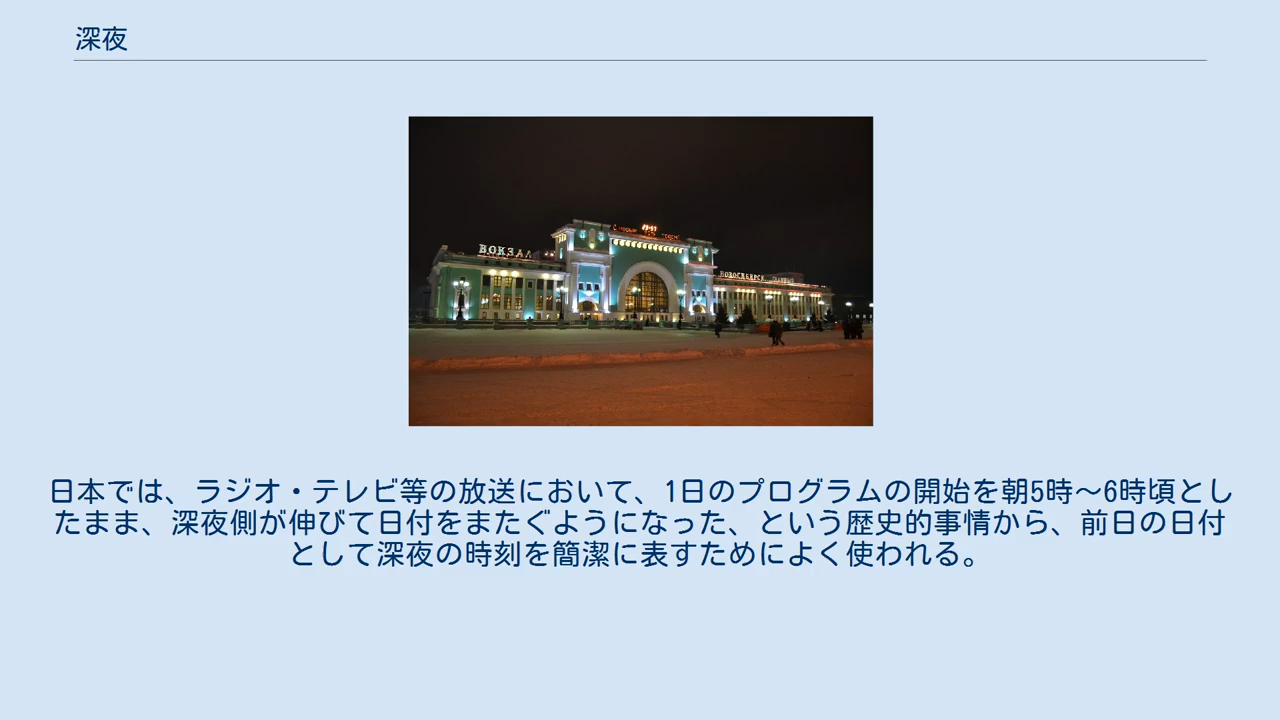 深夜
ВОКЗАЛ
НОВОСИБИРСК
日本では、ラジオ・テレビ等の放送において、1日のプログラムの開始を朝5時～6時頃とし
たまま、深夜側が伸びて日付をまたぐようになった、という歴史的事情から、前日の日付
として深夜の時刻を簡潔に表すためによく使われる。